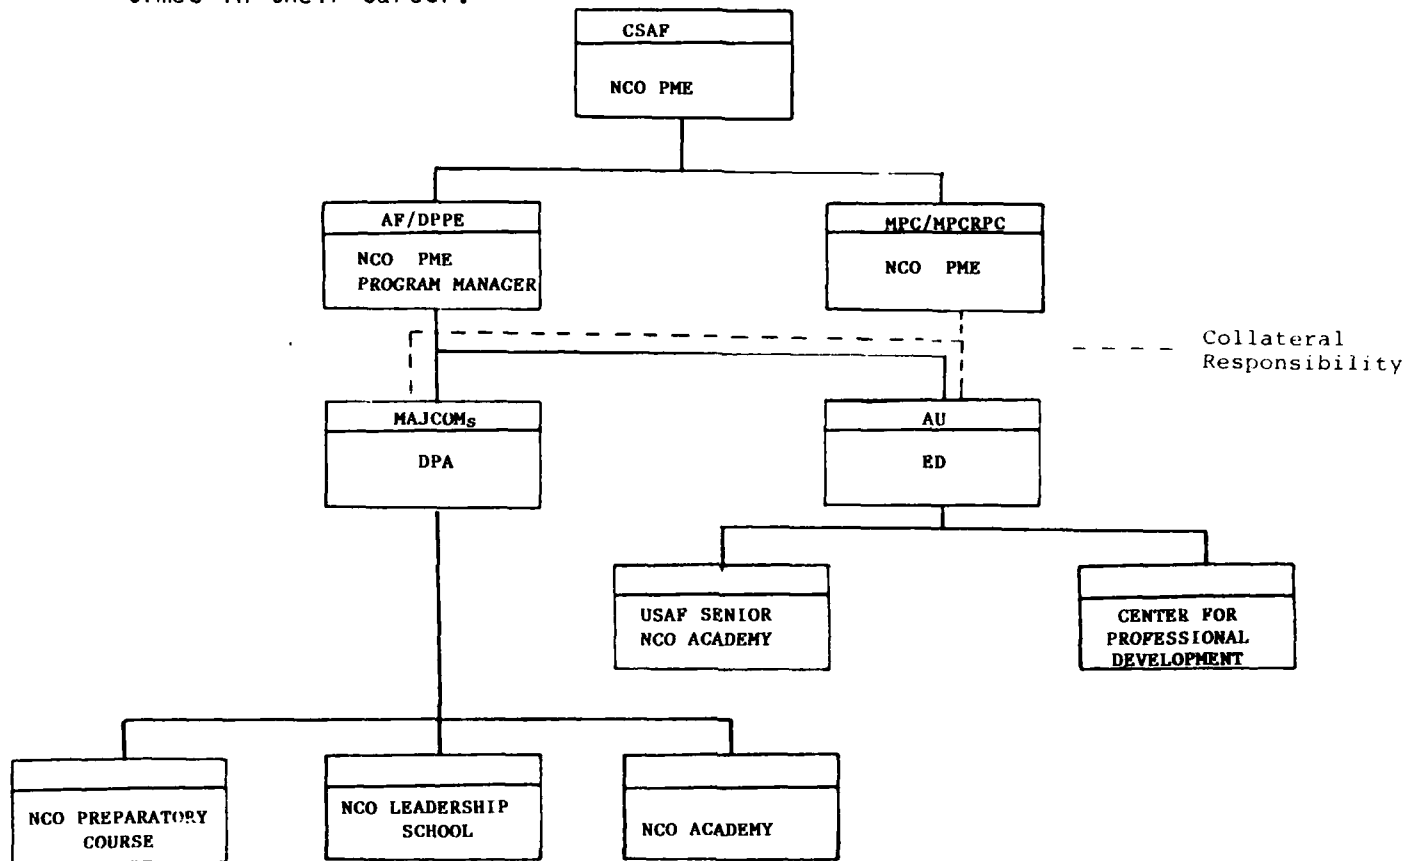 CSAF
NCO PME
AF/DPPE
NCO PME
PROGRAM MANAGER
MPC/MPCRPC
NCO PME
Collateral
Responsibility
MAJCOMs
DPA
AU
ED
USAF SENIOR
NCO ACADEMY
CENTER FOR
PROFESSIONAL
DEVELOPMENT
NCO PREPARATORY
COURSE
NCO LEADERSHIP
SCHOOL
NCO ACADEMY